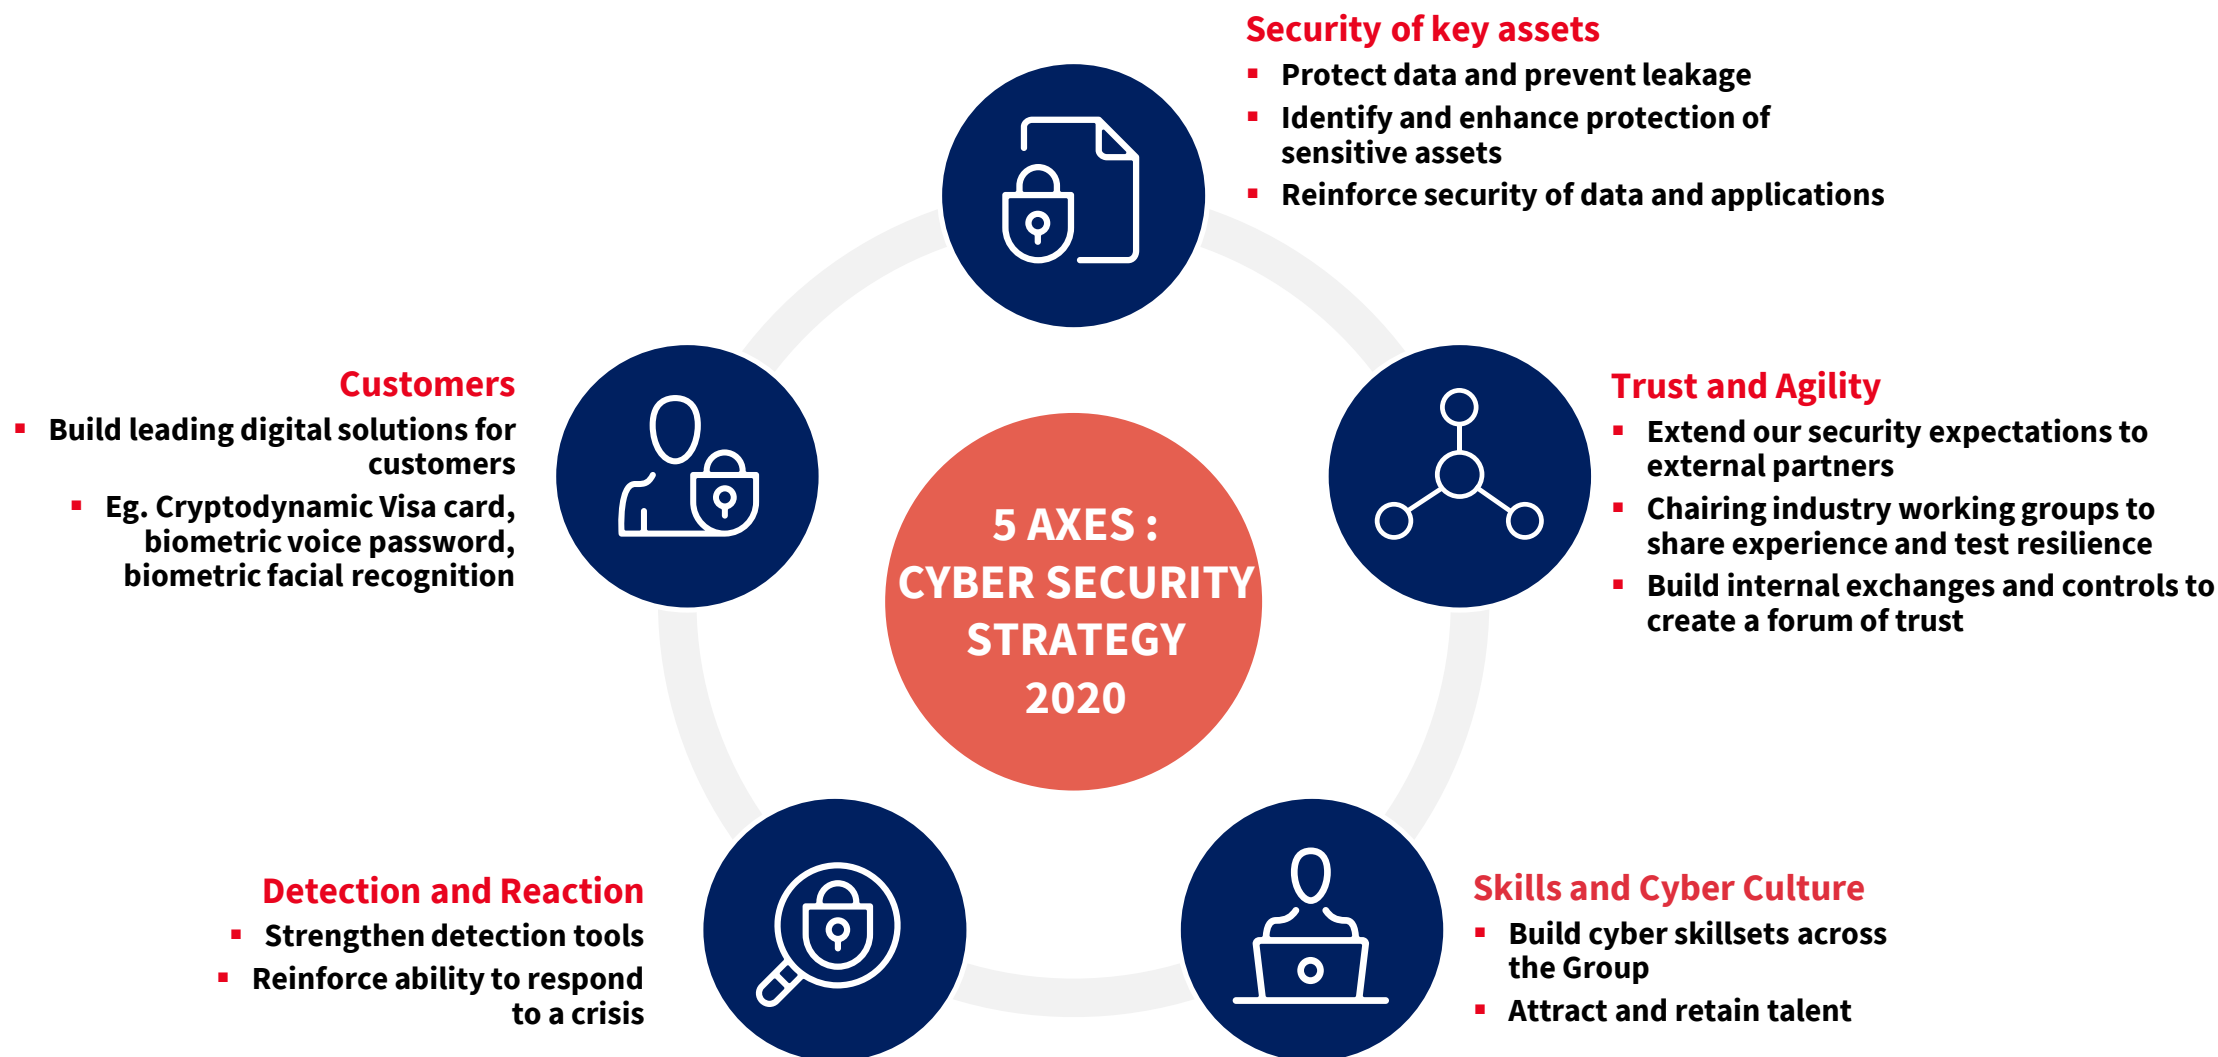 Security of key assets
▪ Protect data and prevent leakage
▪ Identify and enhance protection of
sensitive assets
▪ Reinforce security of data and applications
Customers
▪ Build leading digital solutions for
customers
▪ Eg. Cryptodynamic Visa card,
biometric voice password,
biometric facial recognition
5 AXES :
CYBER SECURITY
STRATEGY
2020
Trust and Agility
▪ Extend our security expectations to
external partners
▪ Chairing industry working groups to
share experience and test resilience
▪ Build internal exchanges and controls to
create a forum of trust
Detection and Reaction
▪ Strengthen detection tools
▪ Reinforce ability to respond
to a crisis
Skills and Cyber Culture
▪ Build cyber skillsets across
the Group
▪ Attract and retain talent